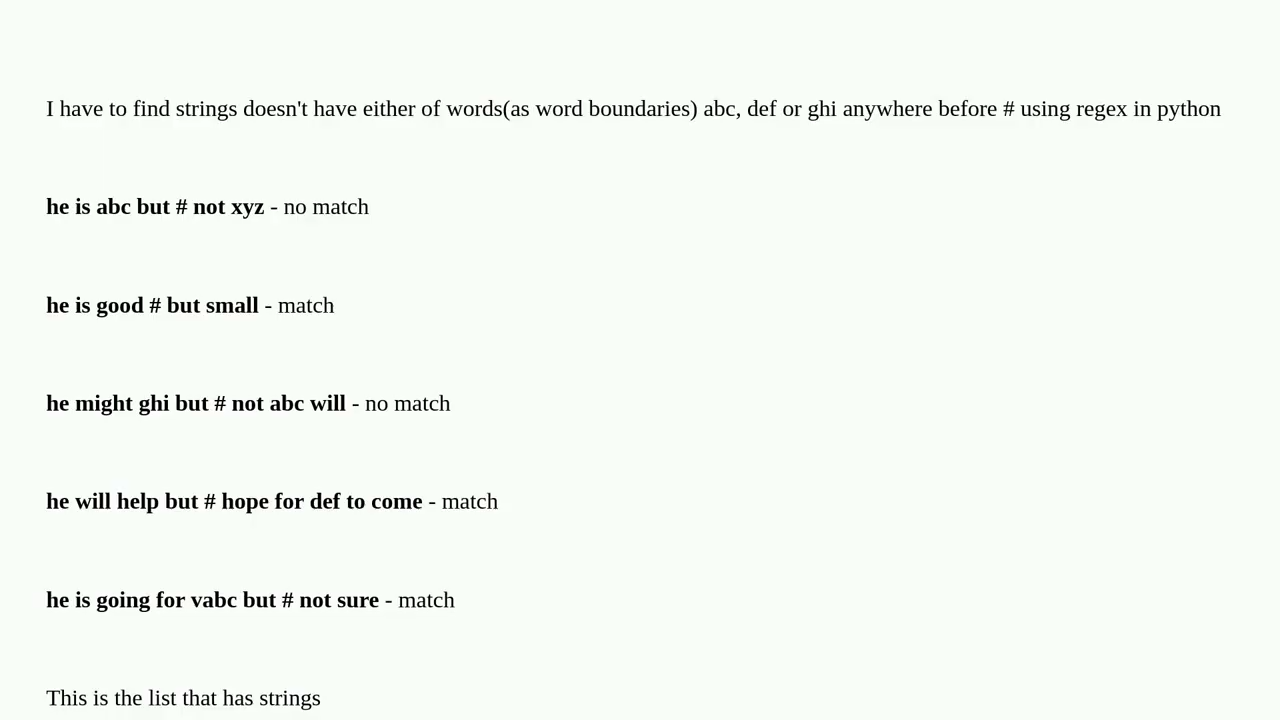 I have to find strings doesn't have either of words(as word boundaries) abc, def or ghi anywhere before # using regex in python
he is abc but # not xyz - no match
he is good # but small - match
he might ghi but # not abc will - no match
he will help but # hope for def to come - match
he is going for vabc but # not sure - match
This is the list that has strings